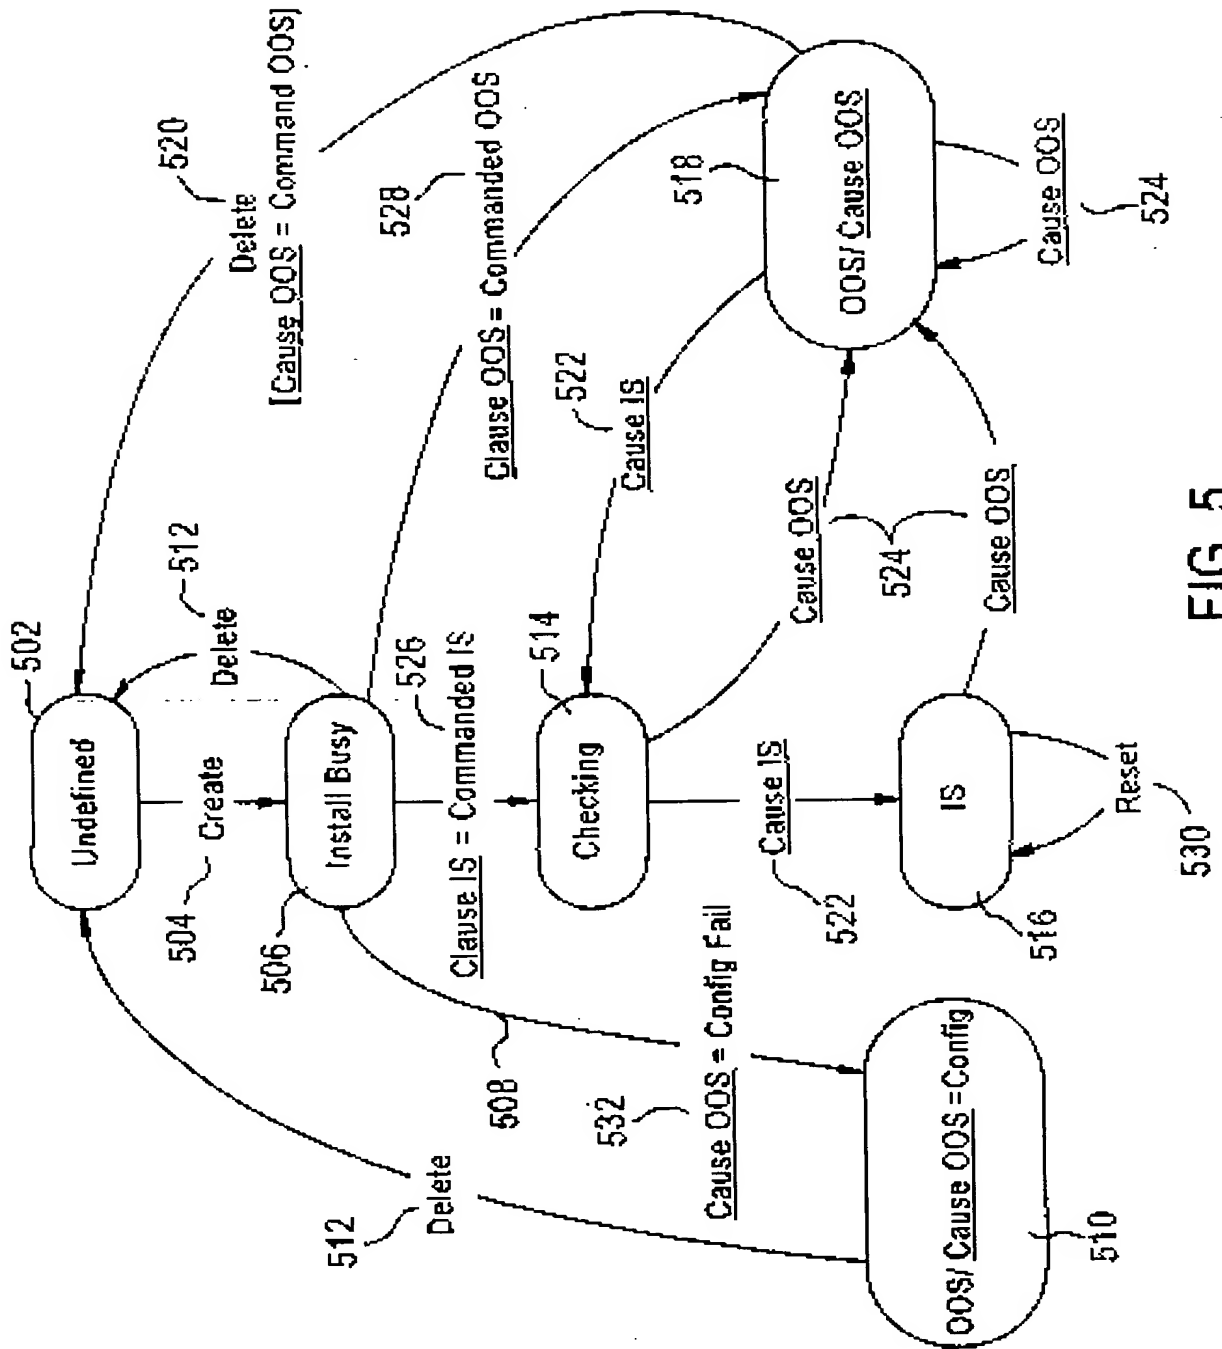 502
Undefined
504
Create
Delete
512
Delete
520
[Cause OOS = Command OOS]
506
Install Busy
Clause IS = Commanded IS
526
Clause OOS = Commanded OOS
528
Delete
512
508
Checking
514
Cause IS
522
532
Cause OOS = Config Fail
Cause IS
522
Cause OOS
524
Cause OOS
OOS/ Cause OOS
518
Cause OOS
524
OOS/ Cause OOS =Config
510
IS
516
Reset
530
FIG. 5